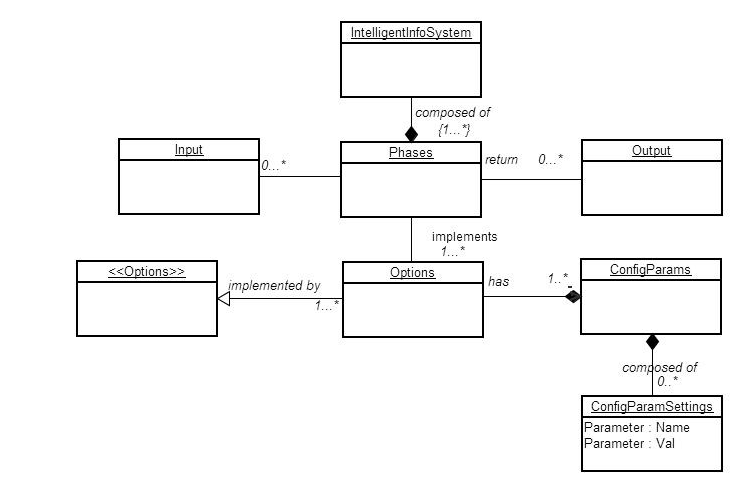 IntelligentInfoSystem
composed of
{1...*}
Input
Phases
Output
0...*
return 0...*
implements
1...*
<<Options>>
Options
ConfigParams
implemented by
1...*
has
1..*
composed of
0..*
ConfigParamSettings
Parameter : Name
Parameter : Val